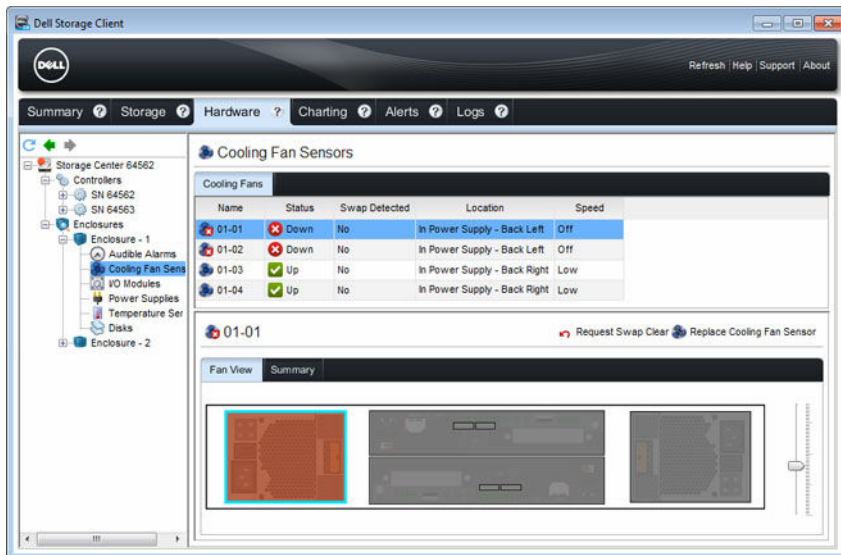 Dell Storage Client
DELL
Refresh | Help | Support | About
Summary ? Storage ? Hardware ? Charting ? Alerts ? Logs ?
Storage Center 64562
Controllers
SN 64562
SN 64563
Enclosures
Enclosure - 1
Audible Alarms
Cooling Fan Sens
I/O Modules
Power Supplies
Temperature Ser
Disks
Enclosure - 2
Cooling Fan Sensors
Cooling Fans
Name Status Swap Detected Location Speed
01-01 Down No In Power Supply - Back Left Off
01-02 Down No In Power Supply - Back Left Off
01-03 Up No In Power Supply - Back Right Low
01-04 Up No In Power Supply - Back Right Low
01-01 Request Swap Clear Replace Cooling Fan Sensor
Fan View Summary